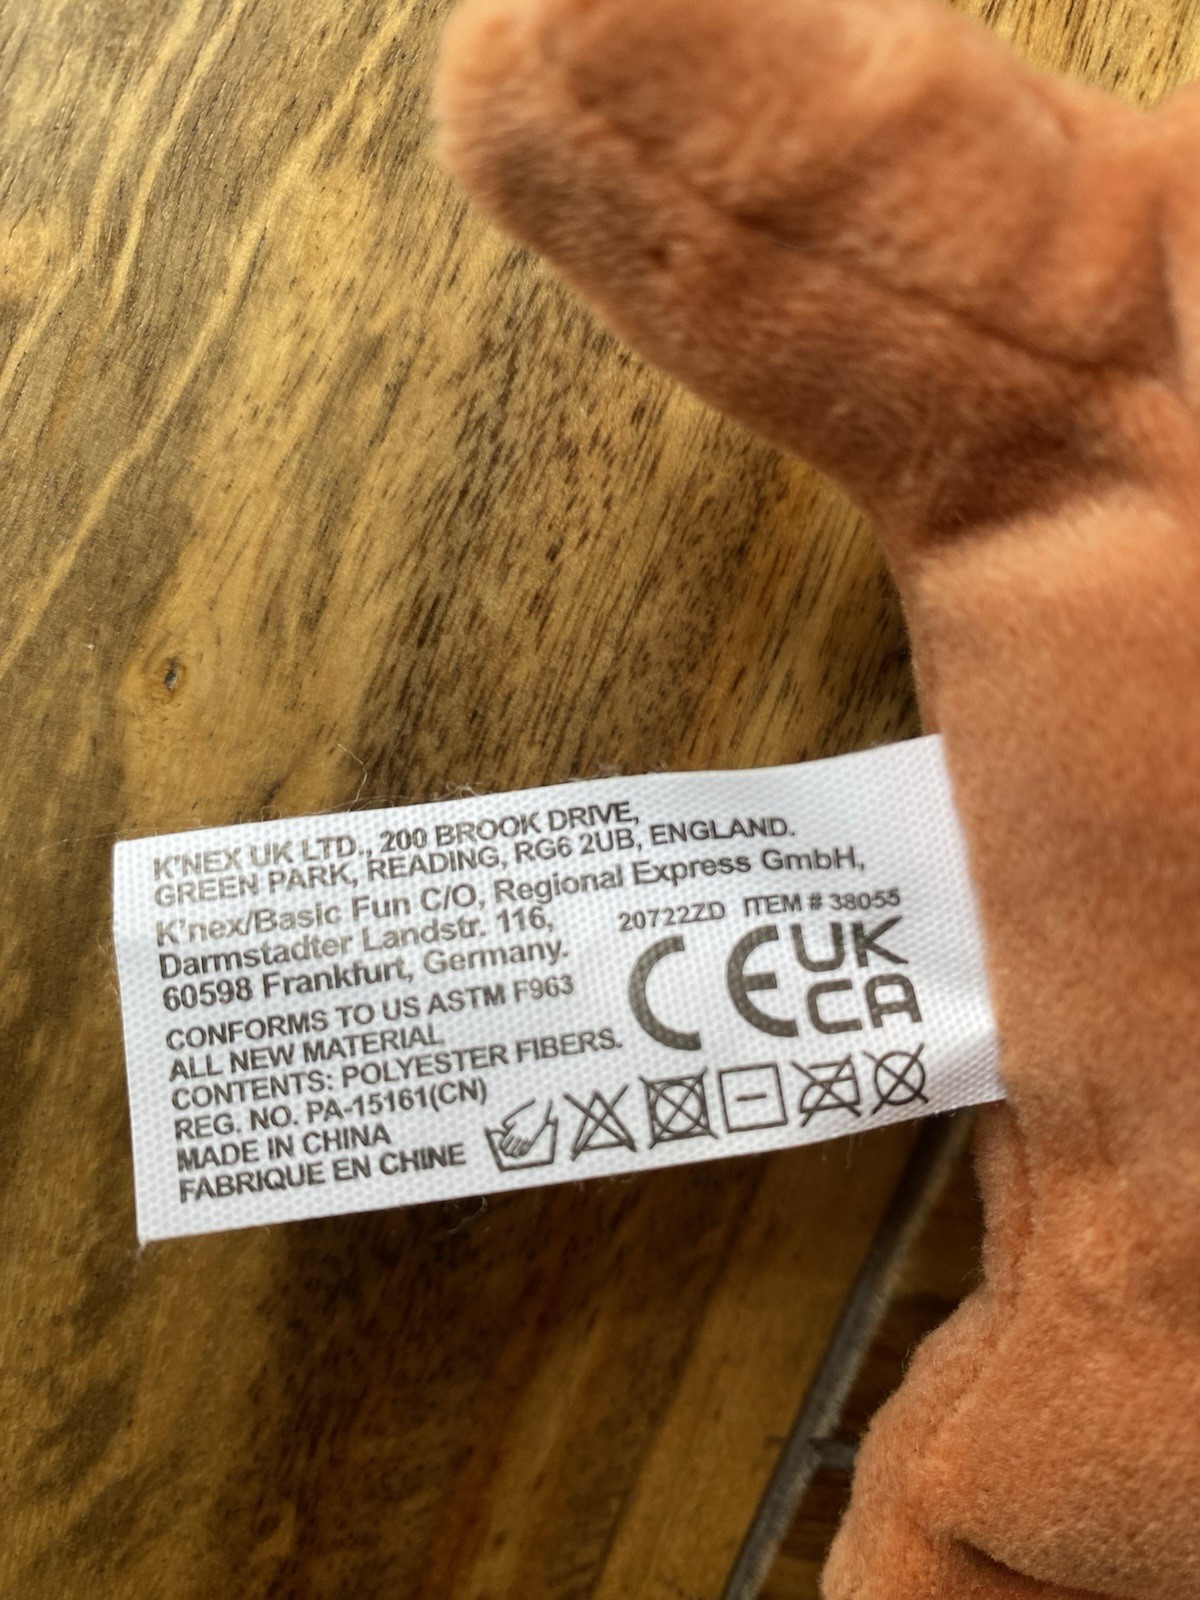 K'NEX UK LTD., 200 BROOK DRIVE,
GREEN PARK, READING, RG6 2UB, ENGLAND.
K'nex/Basic Fun C/O, Regional Express GmbH,
Darmstadter Landstr. 116,
60598 Frankfurt, Germany.
20722ZD ITEM # 38055
CE UK
CA
CONFORMS TO US ASTM F963
ALL NEW MATERIAL
CONTENTS: POLYESTER FIBERS.
REG. NO. PA-15161(CN)
MADE IN CHINA
FABRIQUE EN CHINE